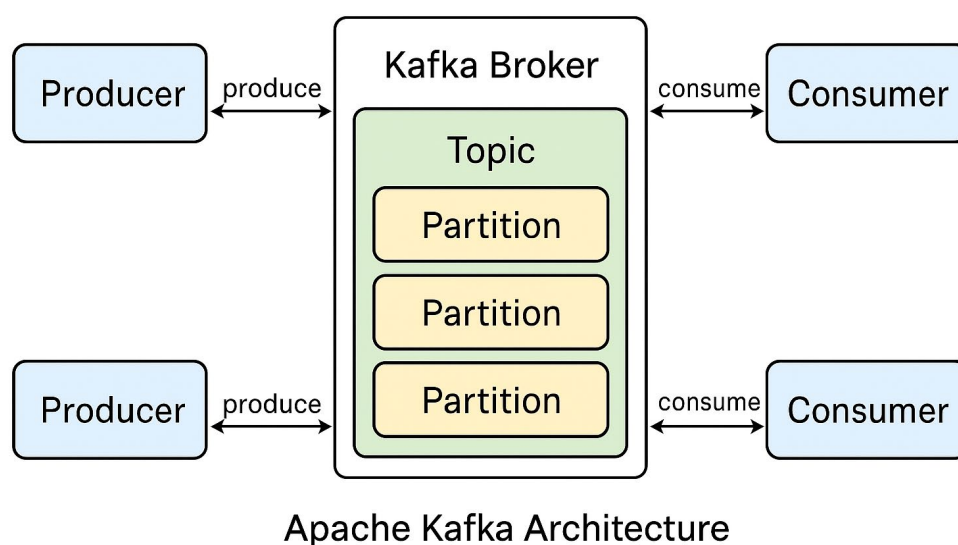 Kafka Broker
Producer
produce
consume
Consumer
Topic
Partition
Partition
Partition
Producer
produce
consume
Consumer
Apache Kafka Architecture